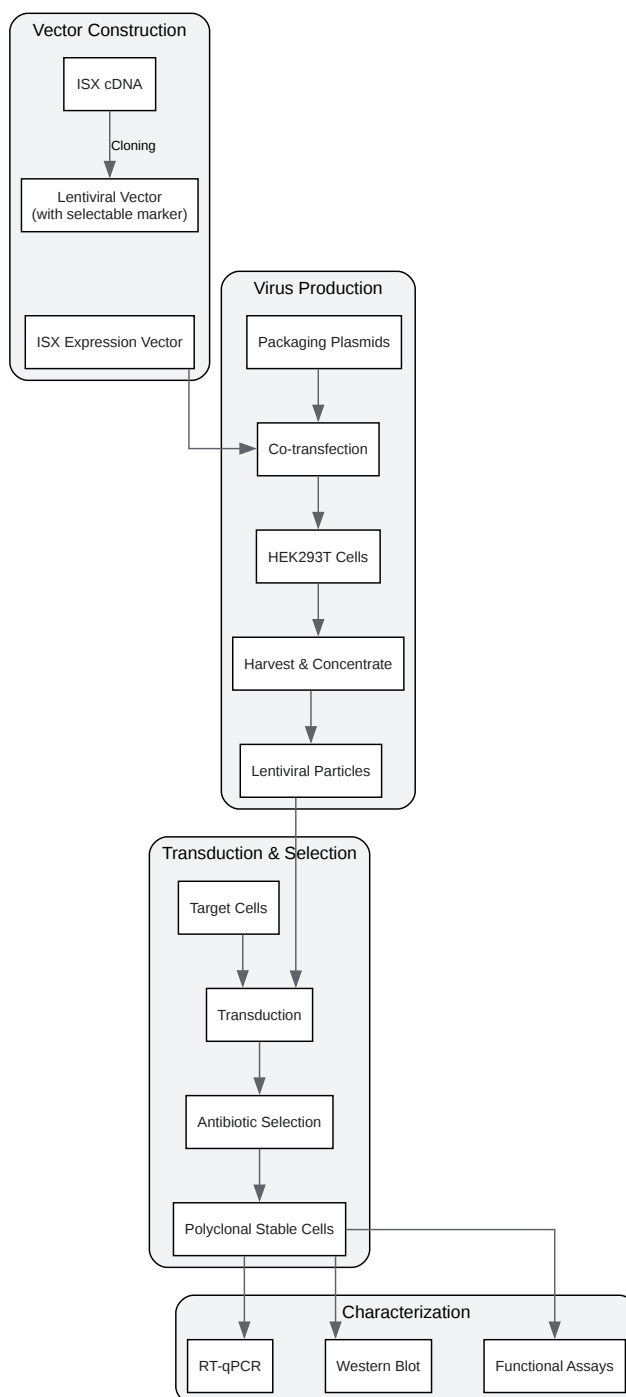 Vector Construction
ISX cDNA
Cloning
Lentiviral Vector
(with selectable marker)
ISX Expression Vector
Virus Production
Packaging Plasmids
Co-transfection
HEK293T Cells
Harvest & Concentrate
Lentiviral Particles
Transduction & Selection
Target Cells
Transduction
Antibiotic Selection
Polyclonal Stable Cells
Characterization
RT-qPCR
Western Blot
Functional Assays